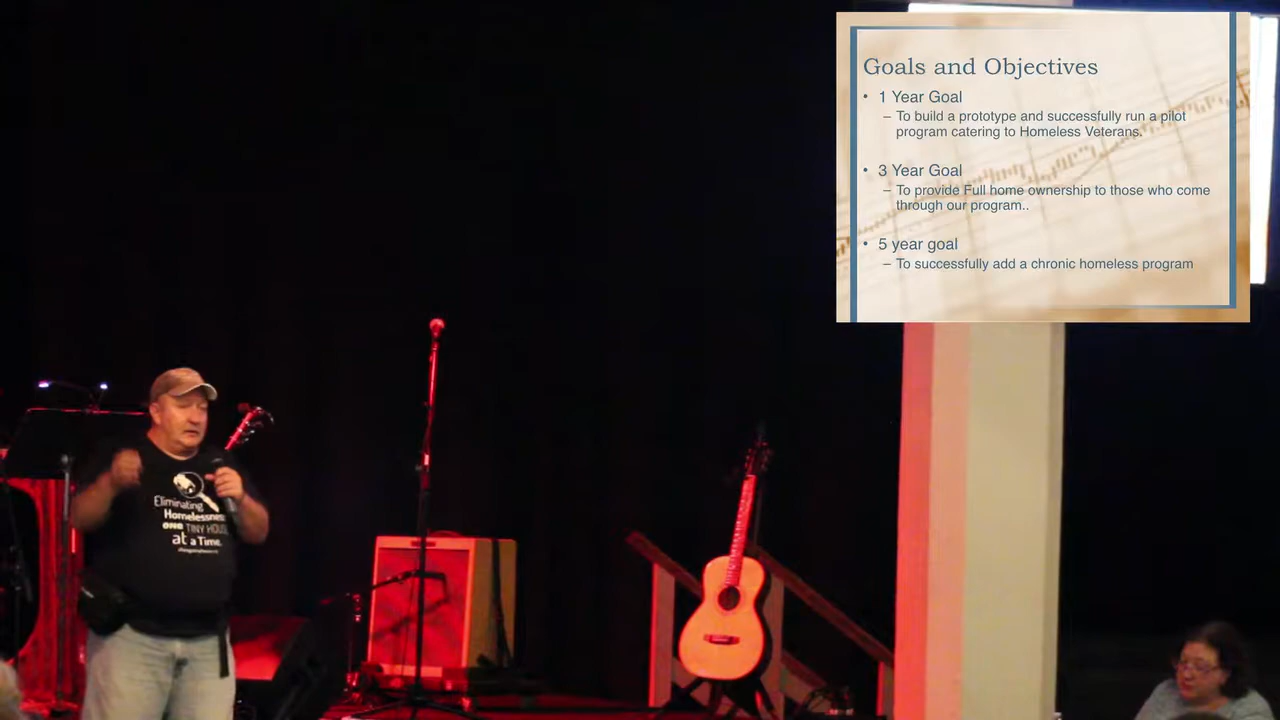 Goals and Objectives
• 1 Year Goal
– To build a prototype and successfully run a pilot
program catering to Homeless Veterans.
• 3 Year Goal
– To provide Full home ownership to those who come
through our program..
• 5 year goal
– To successfully add a chronic homeless program
Eliminating
Homelessness
ONE TINY HOUSE
at a Time.